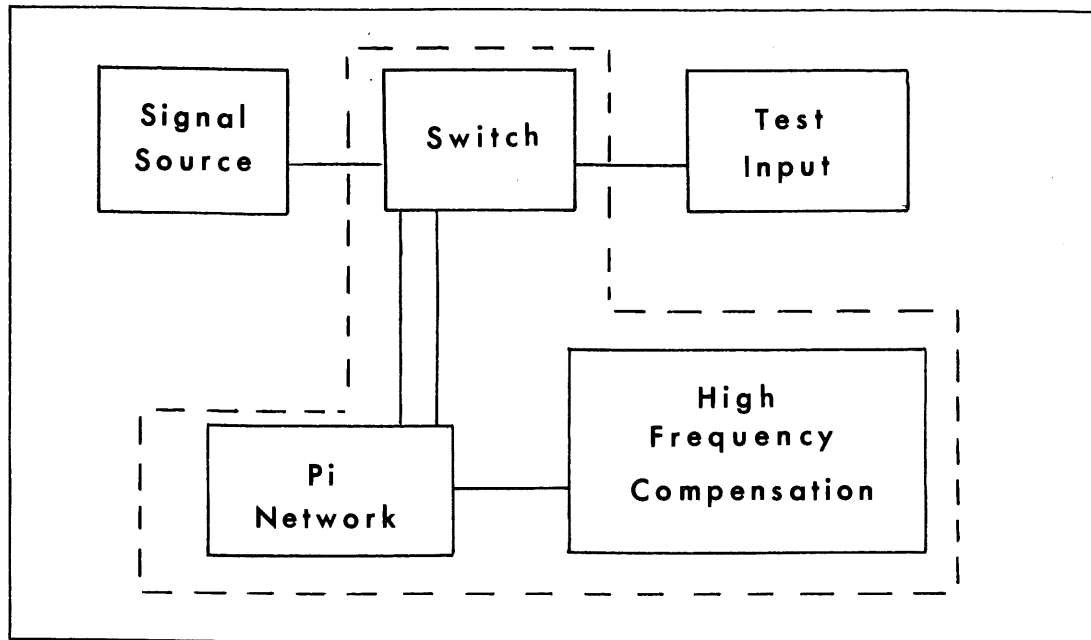 Signal
Source
Switch
Test
Input
Pi
Network
High
Frequency
Compensation